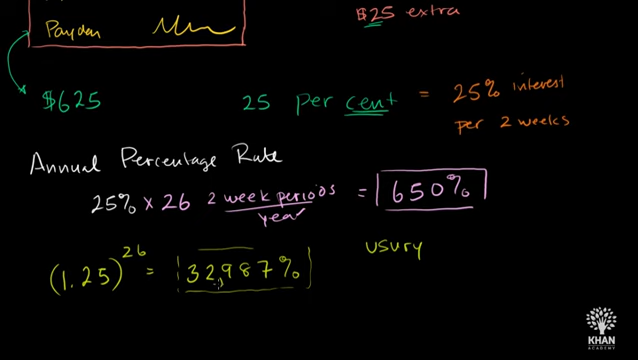 $25 extra
Payday
$625
25 per cent = 25% interest
per 2 weeks
Annual Percentage Rate
25% x 26 2 week periods = 650%
year
(1.25)^26 = 32,987%
usury
KHAN
ACADEMY